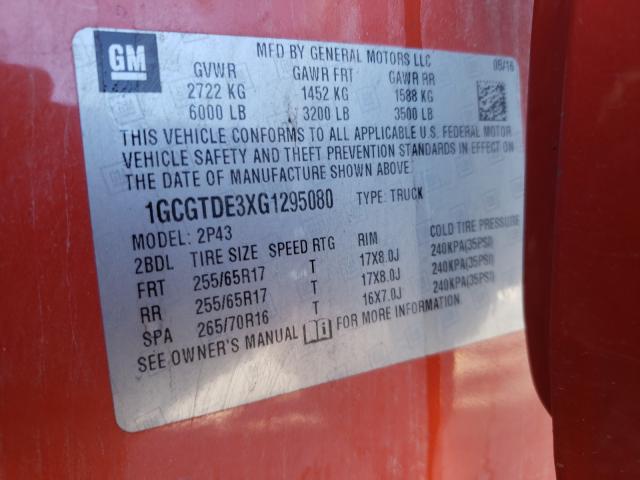 GM
MFD BY GENERAL MOTORS LLC 05/16
GVWR GAWR FRT GAWR RR
2722 KG 1452 KG 1588 KG
6000 LB 3200 LB 3500 LB
THIS VEHICLE CONFORMS TO ALL APPLICABLE U.S. FEDERAL MOTOR
VEHICLE SAFETY AND THEFT PREVENTION STANDARDS IN EFFECT ON
THE DATE OF MANUFACTURE SHOWN ABOVE.
1GCGTDE3XG1295080 TYPE: TRUCK
MODEL: 2P43
2BDL TIRE SIZE SPEED RTG RIM COLD TIRE PRESSURE
FRT 255/65R17 T 17X8.0J 240KPA(35PSI)
RR 255/65R17 T 17X8.0J 240KPA(35PSI)
SPA 265/70R16 T 16X7.0J 240KPA(35PSI)
SEE OWNER'S MANUAL FOR MORE INFORMATION